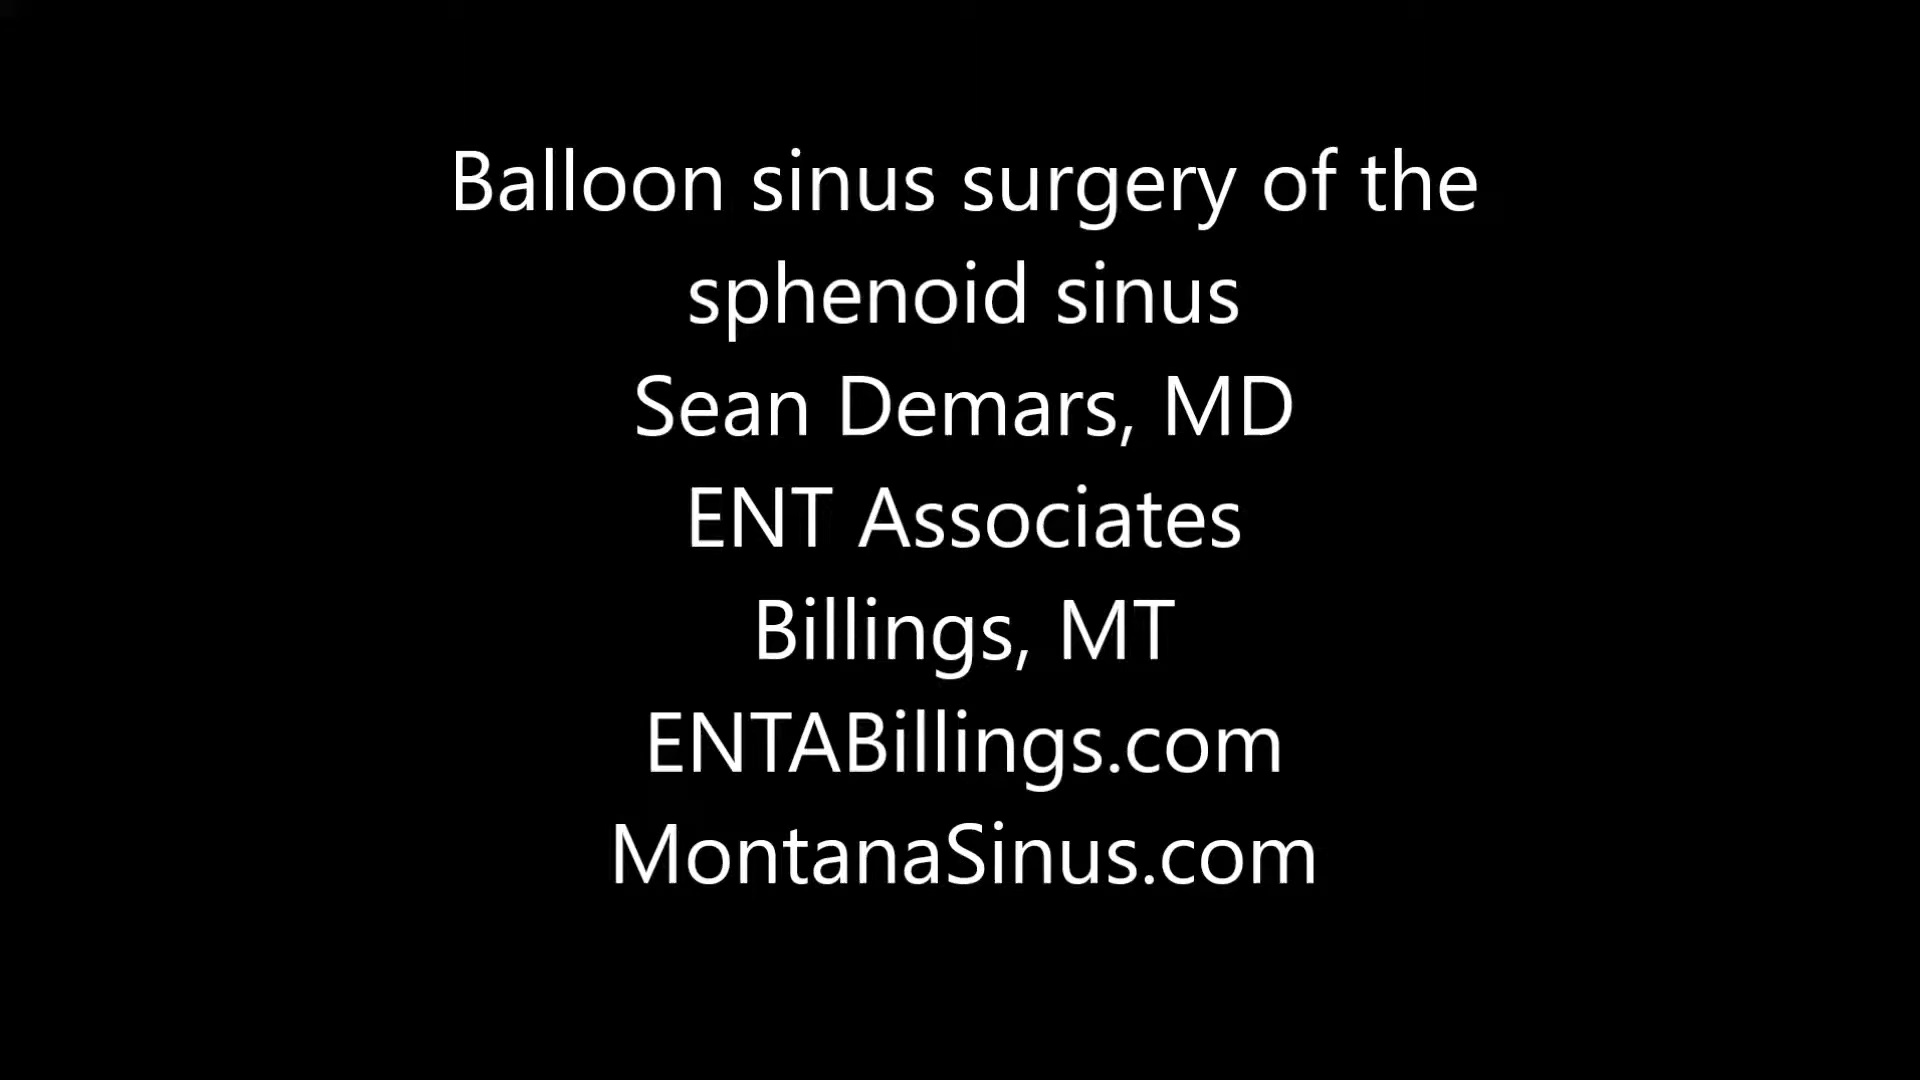 Balloon sinus surgery of the
sphenoid sinus
Sean Demars, MD
ENT Associates
Billings, MT
ENTABillings.com
MontanaSinus.com